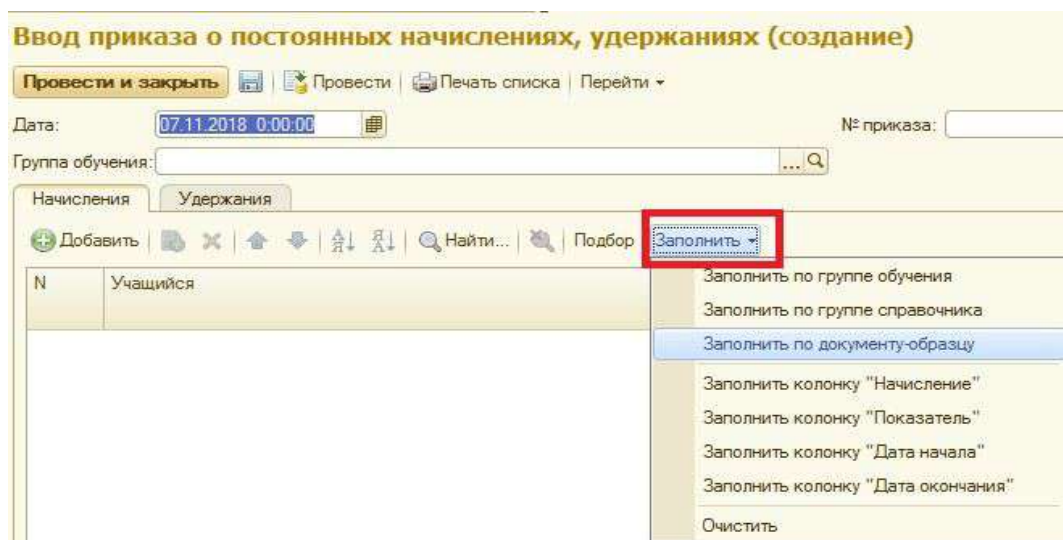 Ввод приказа о постоянных начислениях, удержаниях (создание)
Провести и закрыть Провести Печать списка Перейти
Дата: 07.11.2018 0:00:00 № приказа:
Группа обучения: ...
Начисления Удержания
Добавить Найти... Подбор Заполнить
N Учащийся
Заполнить по группе обучения
Заполнить по группе справочника
Заполнить по документу-образцу
Заполнить колонку "Начисление"
Заполнить колонку "Показатель"
Заполнить колонку "Дата начала"
Заполнить колонку "Дата окончания"
Очистить